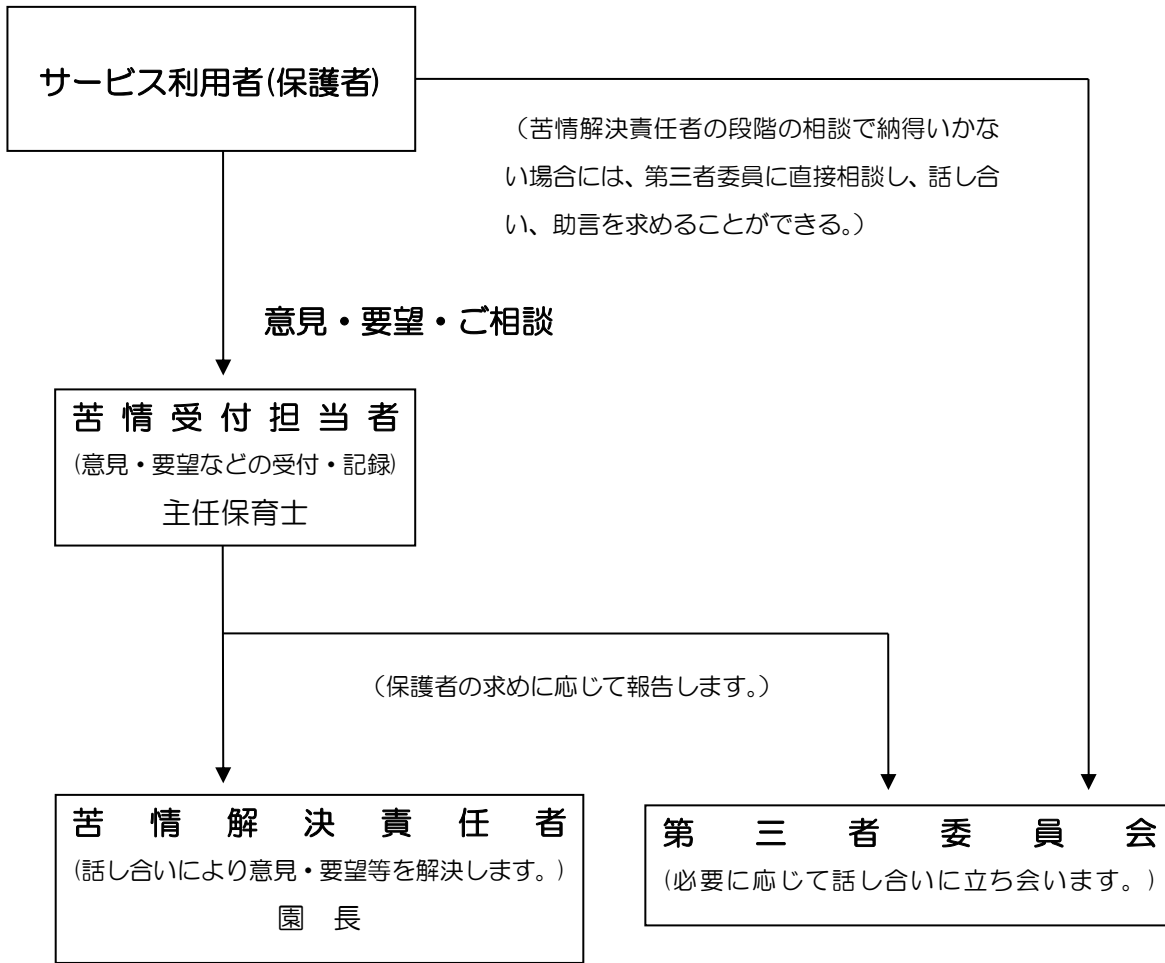 サービス利用者(保護者)
（苦情解決責任者の段階の相談で納得いかな
い場合には、第三者委員に直接相談し、話し合
い、助言を求めることができる。）
意見・要望・ご相談
苦情受付担当者
(意見・要望などの受付・記録)
主任保育士
（保護者の求めに応じて報告します。）
苦情解決責任者
(話し合いにより意見・要望等を解決します。)
園　長
第三者委員会
(必要に応じて話し合いに立ち会います。)